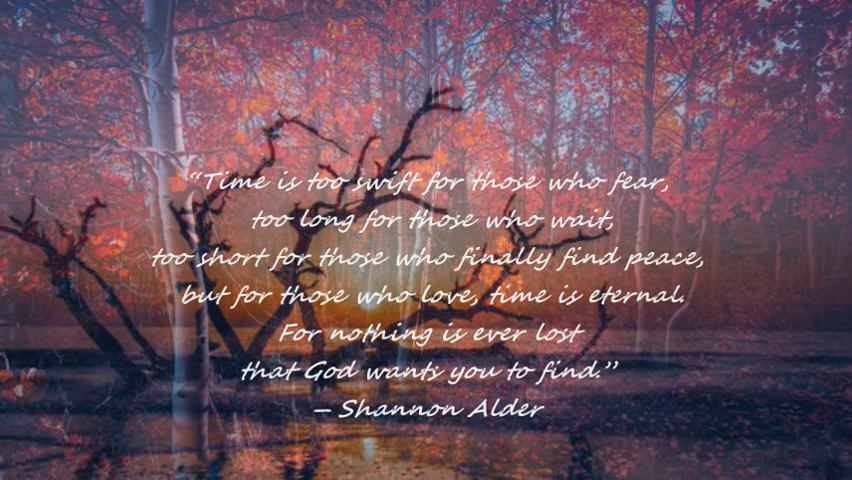 “Time is too swift for those who fear,
too long for those who wait,
too short for those who finally find peace,
but for those who love, time is eternal.
For nothing is ever lost
that God wants you to find.”
– Shannon Alder